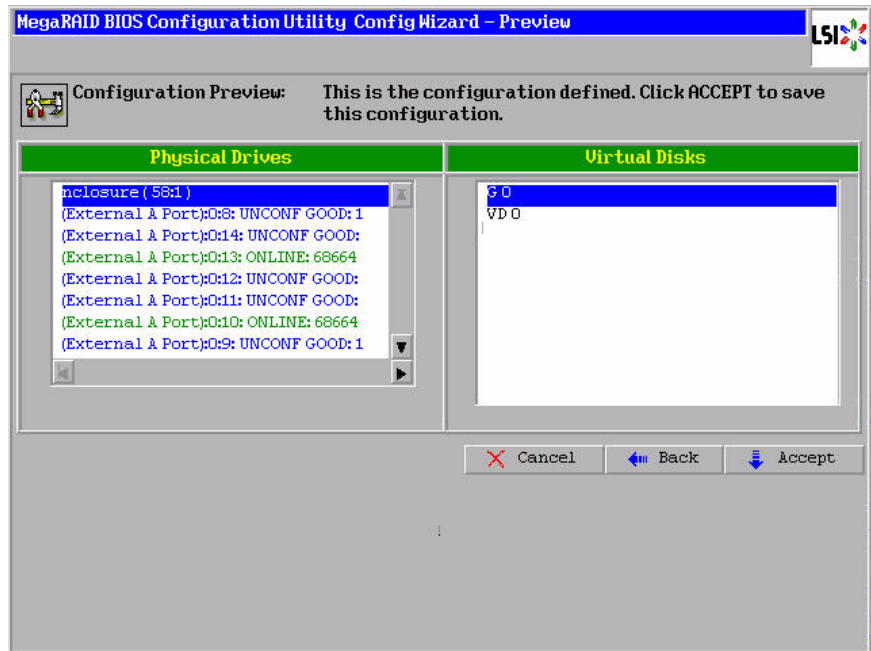 MegaRAID BIOS Configuration Utility Config Wizard – Preview
LSI
Configuration Preview:
This is the configuration defined. Click ACCEPT to save
this configuration.
Physical Drives
nclosure ( 58:1 )
(External A Port):0:8: UNCONF GOOD: 1
(External A Port):0:14: UNCONF GOOD:
(External A Port):0:13: ONLINE: 68664
(External A Port):0:12: UNCONF GOOD:
(External A Port):0:11: UNCONF GOOD:
(External A Port):0:10: ONLINE: 68664
(External A Port):0:9: UNCONF GOOD: 1
Virtual Disks
G 0
VD 0
Cancel
Back
Accept